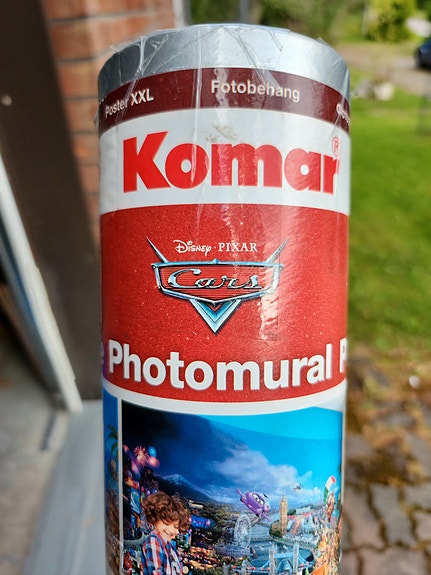 Poster XXL Fotobehang
Komar®
Disney · PIXAR
Cars
Photomural